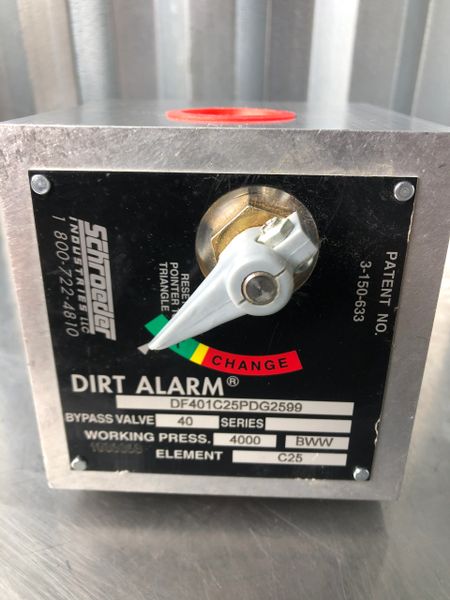 Schroeder
INDUSTRIES LLC
1 800-722-4810
PATENT NO.
3-150-633
RESET
POINTER T
TRIANGLE
CHANGE
DIRT ALARM®
DF401C25PDG2599
BYPASS VALVE 40 SERIES
WORKING PRESS. 4000 BWW
ELEMENT C25